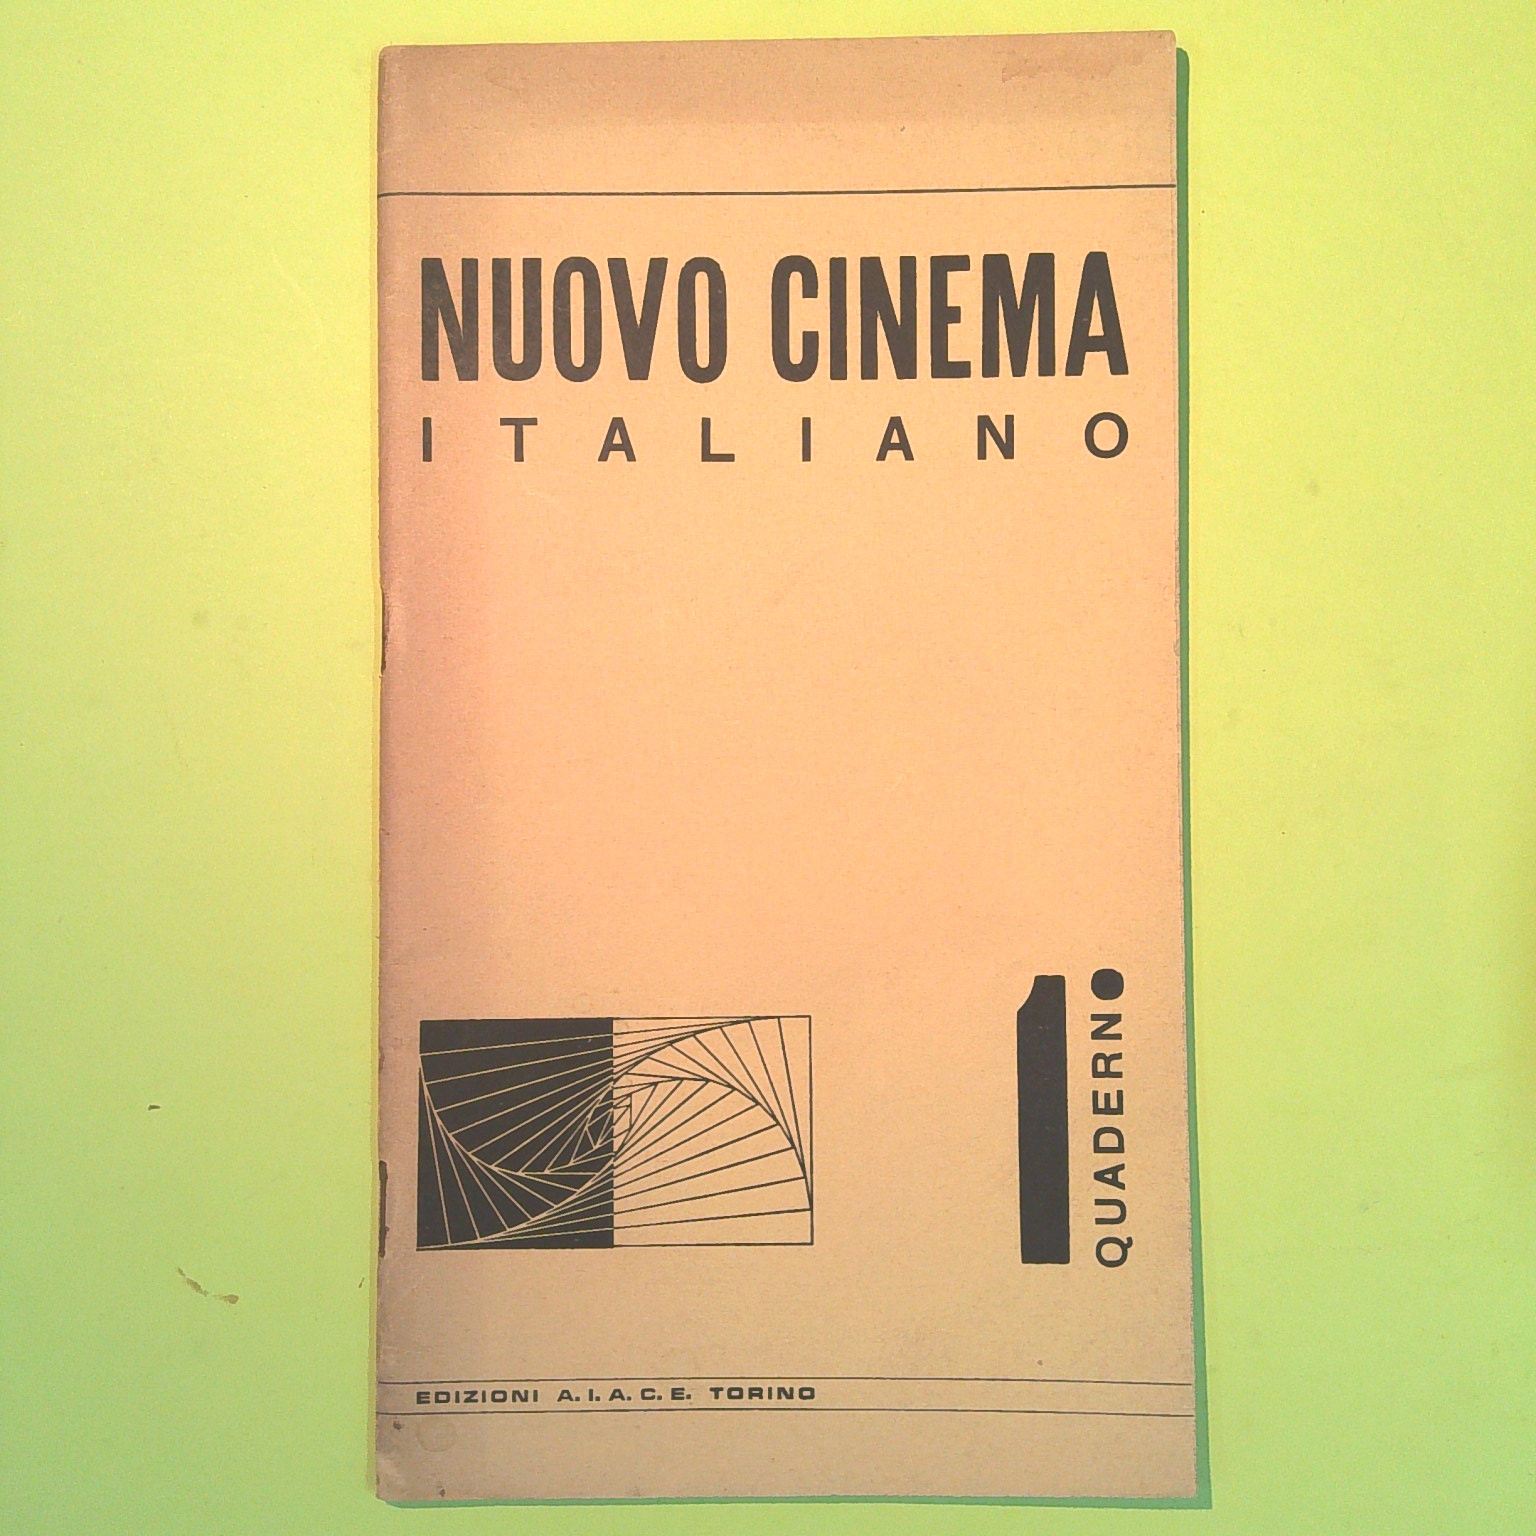 NUOVO CINEMA
ITALIANO
1
QUADERNO
EDIZIONI A.I.A.C.E. TORINO